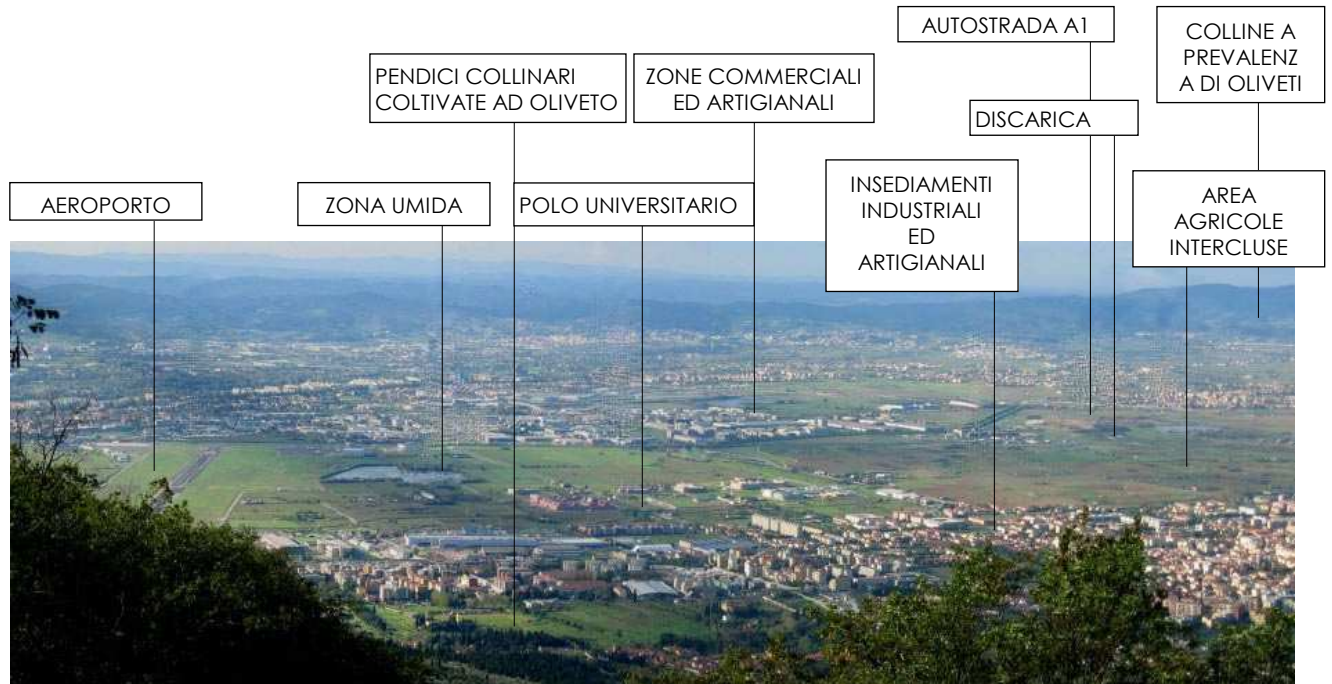 AUTOSTRADA A1
COLLINE A
PREVALENZ
A DI OLIVETI
PENDICI COLLINARI
COLTIVATE AD OLIVETO
ZONE COMMERCIALI
ED ARTIGIANALI
DISCARICA
INSEDIAMENTI
INDUSTRIALI
ED
ARTIGIANALI
AREA
AGRICOLE
INTERCLUSE
AEROPORTO
ZONA UMIDA
POLO UNIVERSITARIO